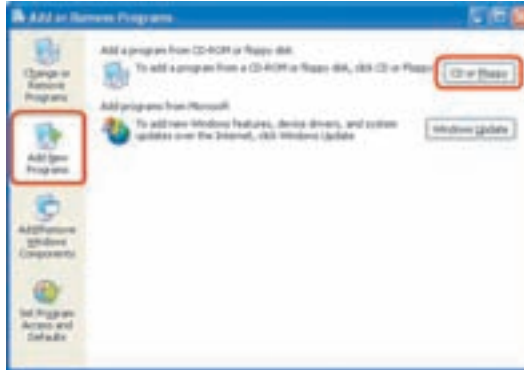 Add or Remove Programs
Change or
Remove
Programs
Add New
Programs
Add/Remove
Windows
Components
Set Program
Access and
Defaults
Add a program from CD-ROM or floppy disk
To add a program from a CD-ROM or floppy disk, click CD or Floppy
CD or Floppy
Add programs from Microsoft
To add new Windows features, device drivers, and system
updates over the Internet, click Windows Update
Windows Update